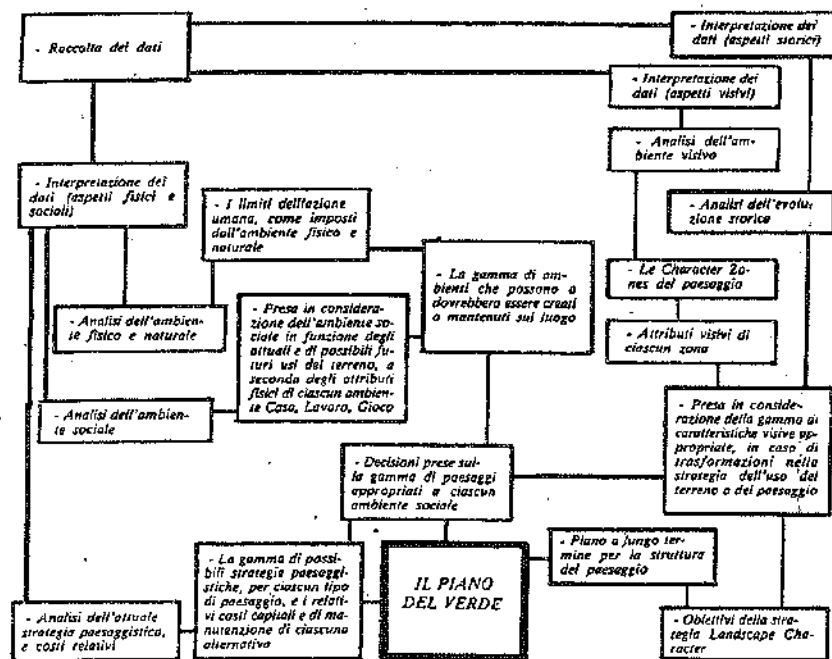 - Raccolta dei dati
- Interpretazione dei
dati (aspetti storici)
- Interpretazione dei
dati (aspetti visivi)
- Analisi dell'am-
biente visivo
- Interpretazione dei
dati (aspetti fisici e
sociali)
- I limiti dell'azione
umana, come imposti
dall'ambiente fisico e
naturale
- Analisi dell'evolu-
zione storica
- La gamma di am-
bienti che possono o
dovrebbero essere creati
o mantenuti sul luogo
- Le Character Zo-
nes del paesaggio
- Analisi dell'ambien-
te fisico e naturale
- Presa in considera-
zione dell'ambiente so-
ciale in funzione degli
attuali e di possibili fu-
turi usi del terreno, a
seconda degli attributi
fisici di ciascun ambien-
te Casa, Lavoro, Gioco
- Attributi visivi di
ciascun zona
- Analisi dell'ambien-
te sociale
- Presa in conside-
razione della gamma di
caratteristiche visive ap-
propriate, in caso di
trasformazioni nella
strategia dell'uso del
terreno o del paesaggio
- Decisioni prese sul-
la gamma di paesaggi
appropriati a ciascun
ambiente sociale
- La gamma di possi-
bili strategie paesaggi-
stiche, per ciascun tipo
di paesaggio, e i relati-
vi costi capitali e di ma-
nutenzione di ciascuna
alternativa
IL PIANO
DEL VERDE
- Piano a lungo ter-
mine per la struttura
del paesaggio
- Analisi dell'attuale
strategia paesaggistica,
e costi relativi
- Obiettivi della stra-
tegia Landscape Cha-
racter